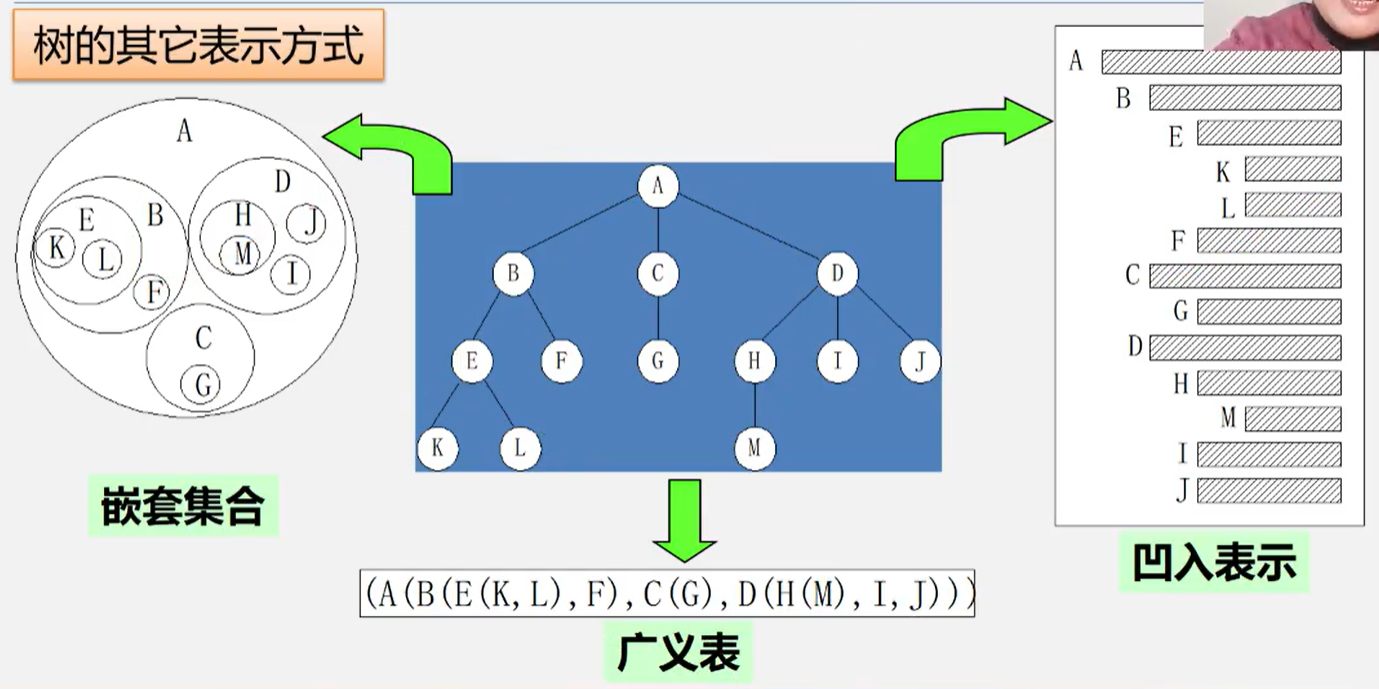 树的其它表示方式
A
D
E
B
H
J
K
L
M
I
F
C
G
嵌套集合
A
B C D
E F G H I J
K L M
(A(B(E(K,L),F),C(G),D(H(M),I,J)))
广义表
A
B
E
K
L
F
C
G
D
H
M
I
J
凹入表示